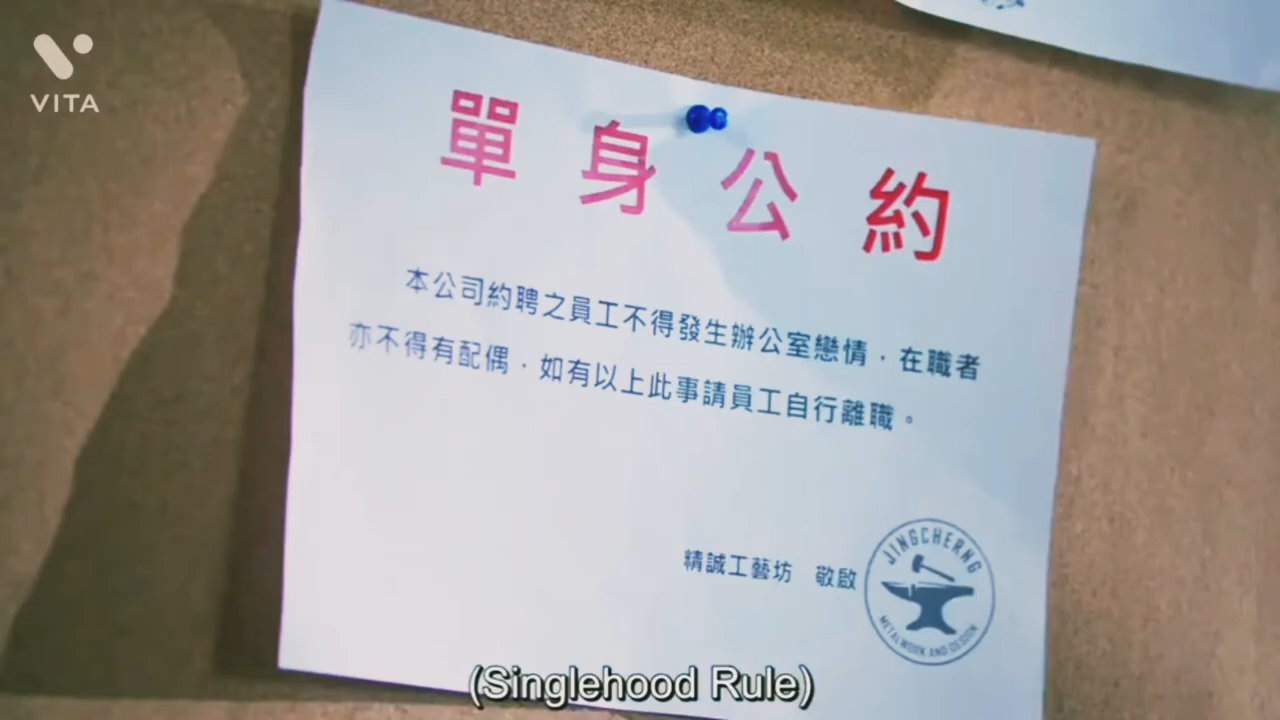 VITA
單身公約
本公司約聘之員工不得發生辦公室戀情，在職者
亦不得有配偶，如有以上此事請員工自行離職。
精誠工藝坊 敬啟
JINGCHERNG
METALWORK AND DESIGN
(Singlehood Rule)